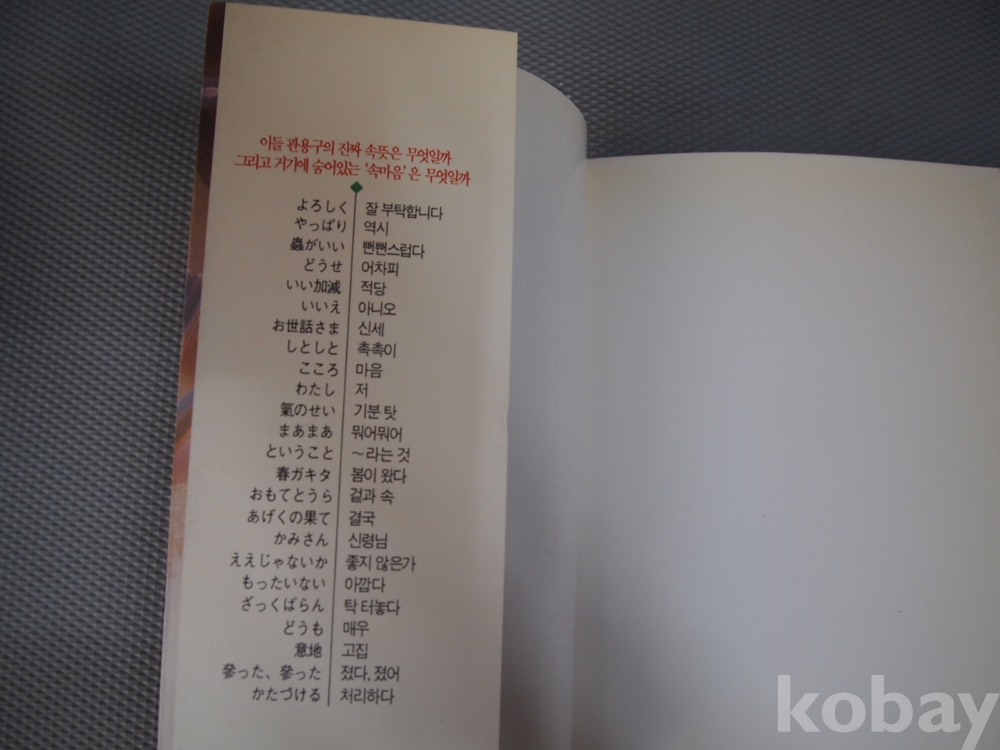 이들 관용구의 진짜 속뜻은 무엇일까
그리고 거기에 숨어있는 '속마음'은 무엇일까
よろしく 잘 부탁합니다
やっぱり 역시
蟲がいい 뻔뻔스럽다
どうせ 어차피
いい加減 적당
いいえ 아니오
お世話さま 신세
しとしと 촉촉이
こころ 마음
わたし 저
氣のせい 기분 탓
まあまあ 뭐어뭐어
ということ ～라는 것
春ガキタ 봄이 왔다
おもてとうら 겉과 속
あげくの果て 결국
かみさん 신령님
ええじゃないか 좋지 않은가
もったいない 아깝다
ざっくばらん 탁 터놓다
どうも 매우
意地 고집
參った、參った 졌다, 졌어
かたづける 처리하다
kobay